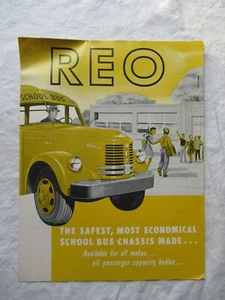 REO
SCHOOL BUS
THE SAFEST, MOST ECONOMICAL
SCHOOL BUS CHASSIS MADE...
Available for all makes...
all passenger capacity bodies...